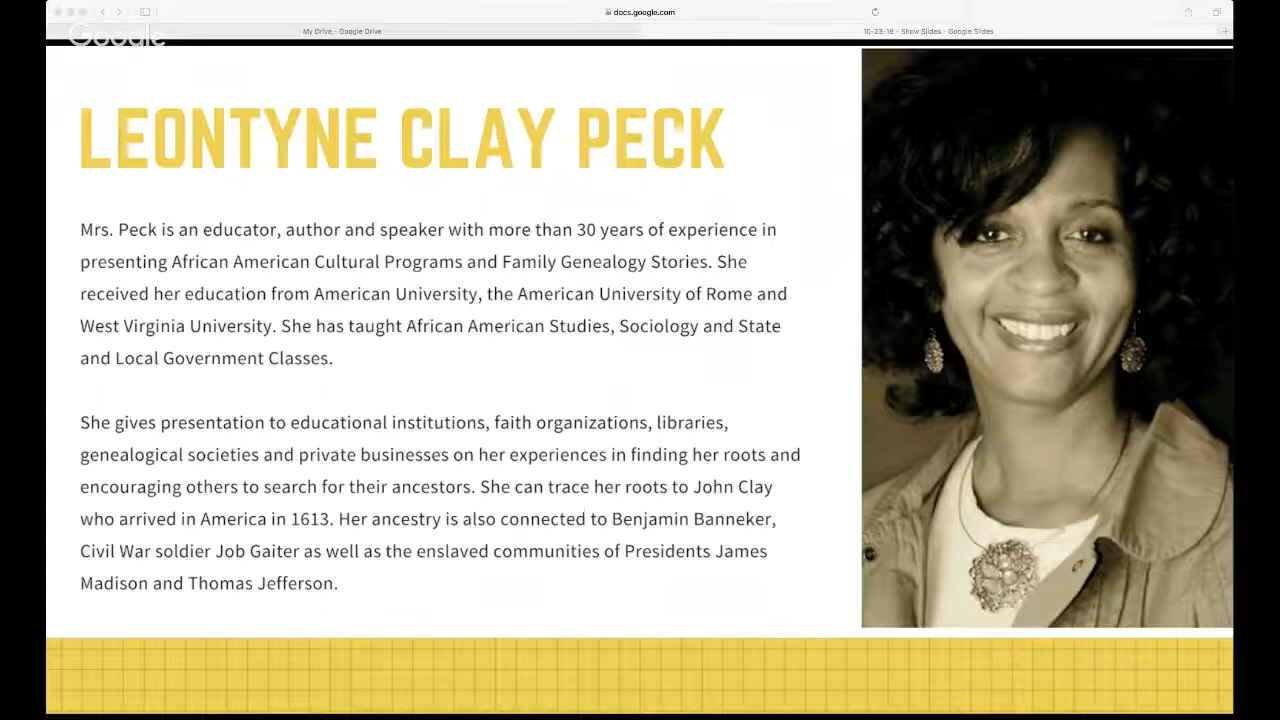 docs.google.com
Google
My Drive - Google Drive
10-23-18 - Show Slides - Google Slides
LEONTYNE CLAY PECK
Mrs. Peck is an educator, author and speaker with more than 30 years of experience in
presenting African American Cultural Programs and Family Genealogy Stories. She
received her education from American University, the American University of Rome and
West Virginia University. She has taught African American Studies, Sociology and State
and Local Government Classes.
She gives presentation to educational institutions, faith organizations, libraries,
genealogical societies and private businesses on her experiences in finding her roots and
encouraging others to search for their ancestors. She can trace her roots to John Clay
who arrived in America in 1613. Her ancestry is also connected to Benjamin Banneker,
Civil War soldier Job Gaiter as well as the enslaved communities of Presidents James
Madison and Thomas Jefferson.